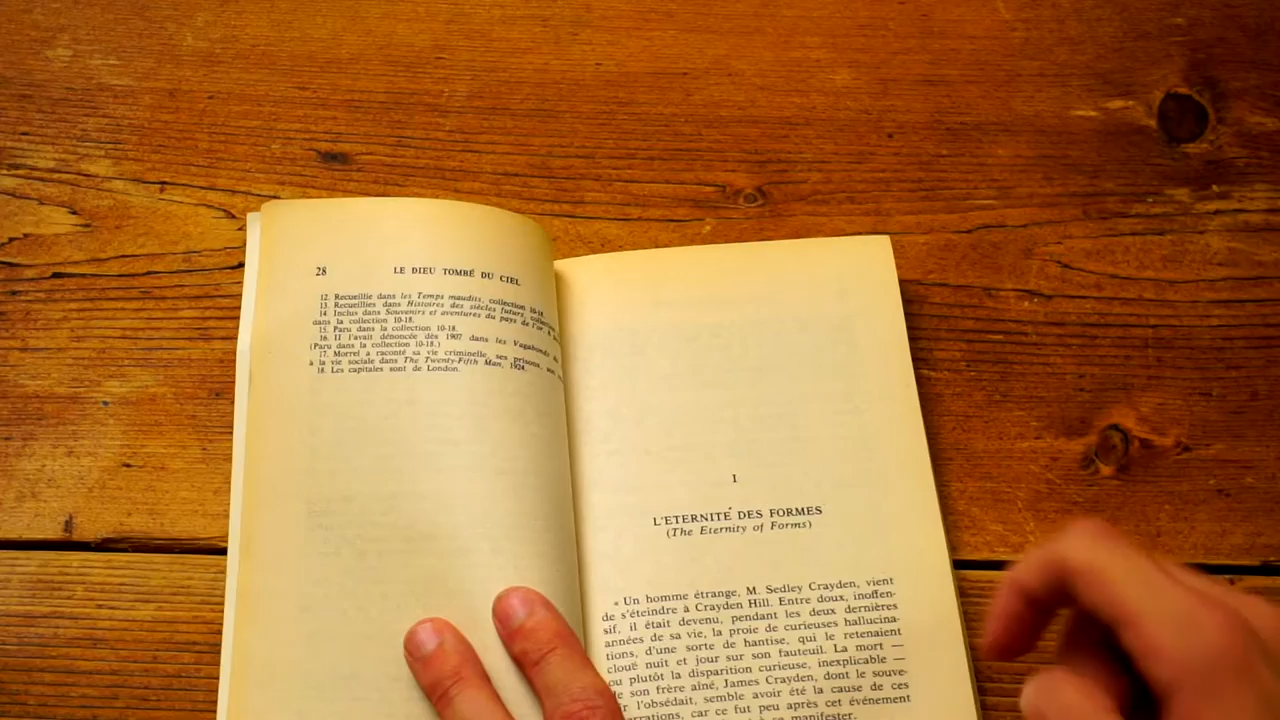 28
LE DIEU TOMBÉ DU CIEL
12. Recueillie dans les Temps maudits, collection 10-18.
13. Recueillies dans Histoires des siècles futurs, collection
14. Inclus dans Souvenirs et aventures du pays de l'or,
dans la collection 10-18.
15. Paru dans la collection 10-18.
16. Il l'avait dénoncée dès 1907 dans les Vagabonds du
(Paru dans la collection 10-18.)
17. Morrel a raconté sa vie criminelle, ses prisons, son
à la vie sociale dans The Twenty-Fifth Man, 1924.
18. Les capitales sont de London.
I
L'ETERNITÉ DES FORMES
(The Eternity of Forms)
« Un homme étrange, M. Sedley Crayden, vient
de s'éteindre à Crayden Hill. Entre doux, inoffen-
sif, il était devenu, pendant les deux dernières
années de sa vie, la proie de curieuses hallucina-
tions, d'une sorte de hantise, qui le retenaient
cloué nuit et jour sur son fauteuil. La mort —
ou plutôt la disparition curieuse, inexplicable —
de son frère aîné, James Crayden, dont le souve-
l'obsédait, semble avoir été la cause de ces
car ce fut peu après cet événement
se manifester.